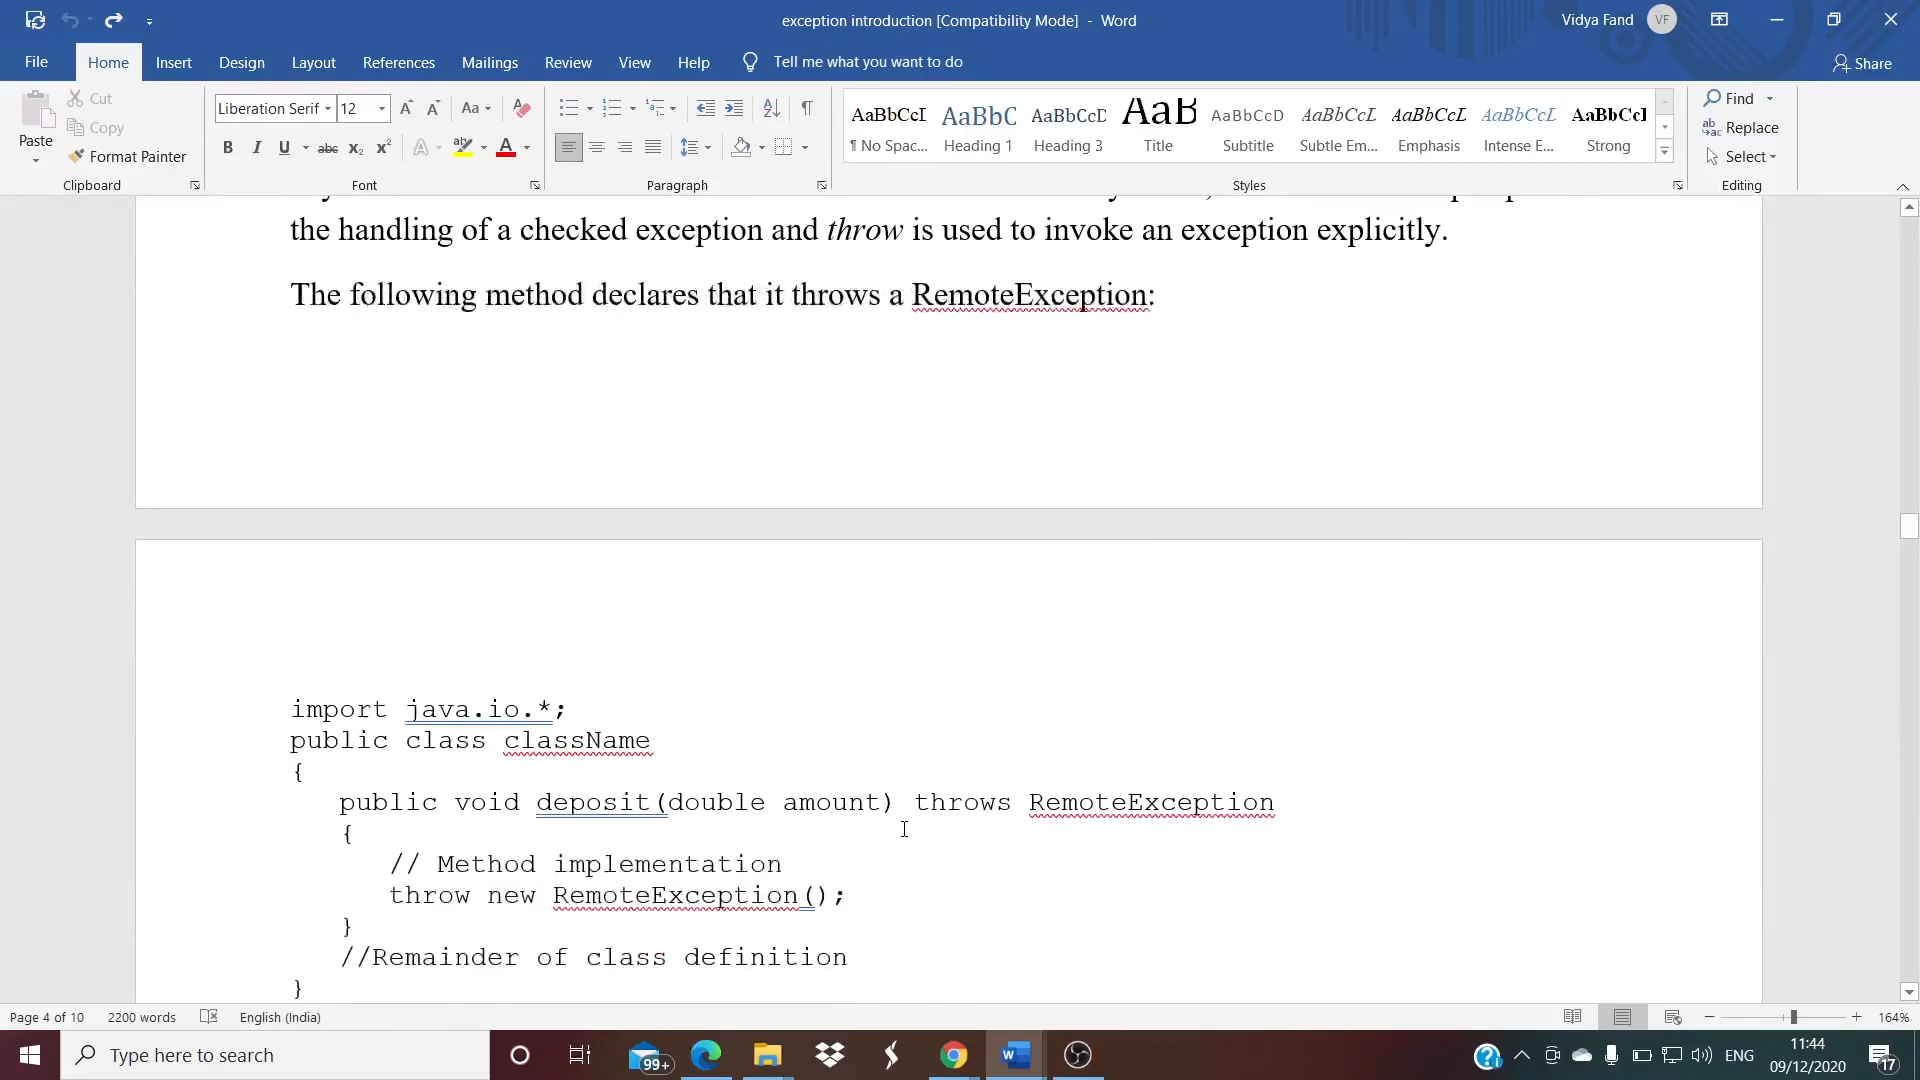 exception introduction [Compatibility Mode] - Word
Vidya Fand
VF
File
Home
Insert
Design
Layout
References
Mailings
Review
View
Help
Tell me what you want to do
Share
Paste
Cut
Copy
Format Painter
Clipboard
Liberation Serif
12
Font
Paragraph
AaBbCcI
¶ No Spac...
AaBbC
Heading 1
AaBbCcD
Heading 3
AaB
Title
AaBbCcD
Subtitle
AaBbCcL
Subtle Em...
AaBbCcL
Emphasis
AaBbCcL
Intense E...
AaBbCcl
Strong
Styles
Find
Replace
Select
Editing
the handling of a checked exception and throw is used to invoke an exception explicitly.
The following method declares that it throws a RemoteException:
import java.io.*;
public class className
{
public void deposit(double amount) throws RemoteException
{
// Method implementation
throw new RemoteException();
}
//Remainder of class definition
}
Page 4 of 10
2200 words
English (India)
164%
Type here to search
99+
ENG
11:44
09/12/2020
17